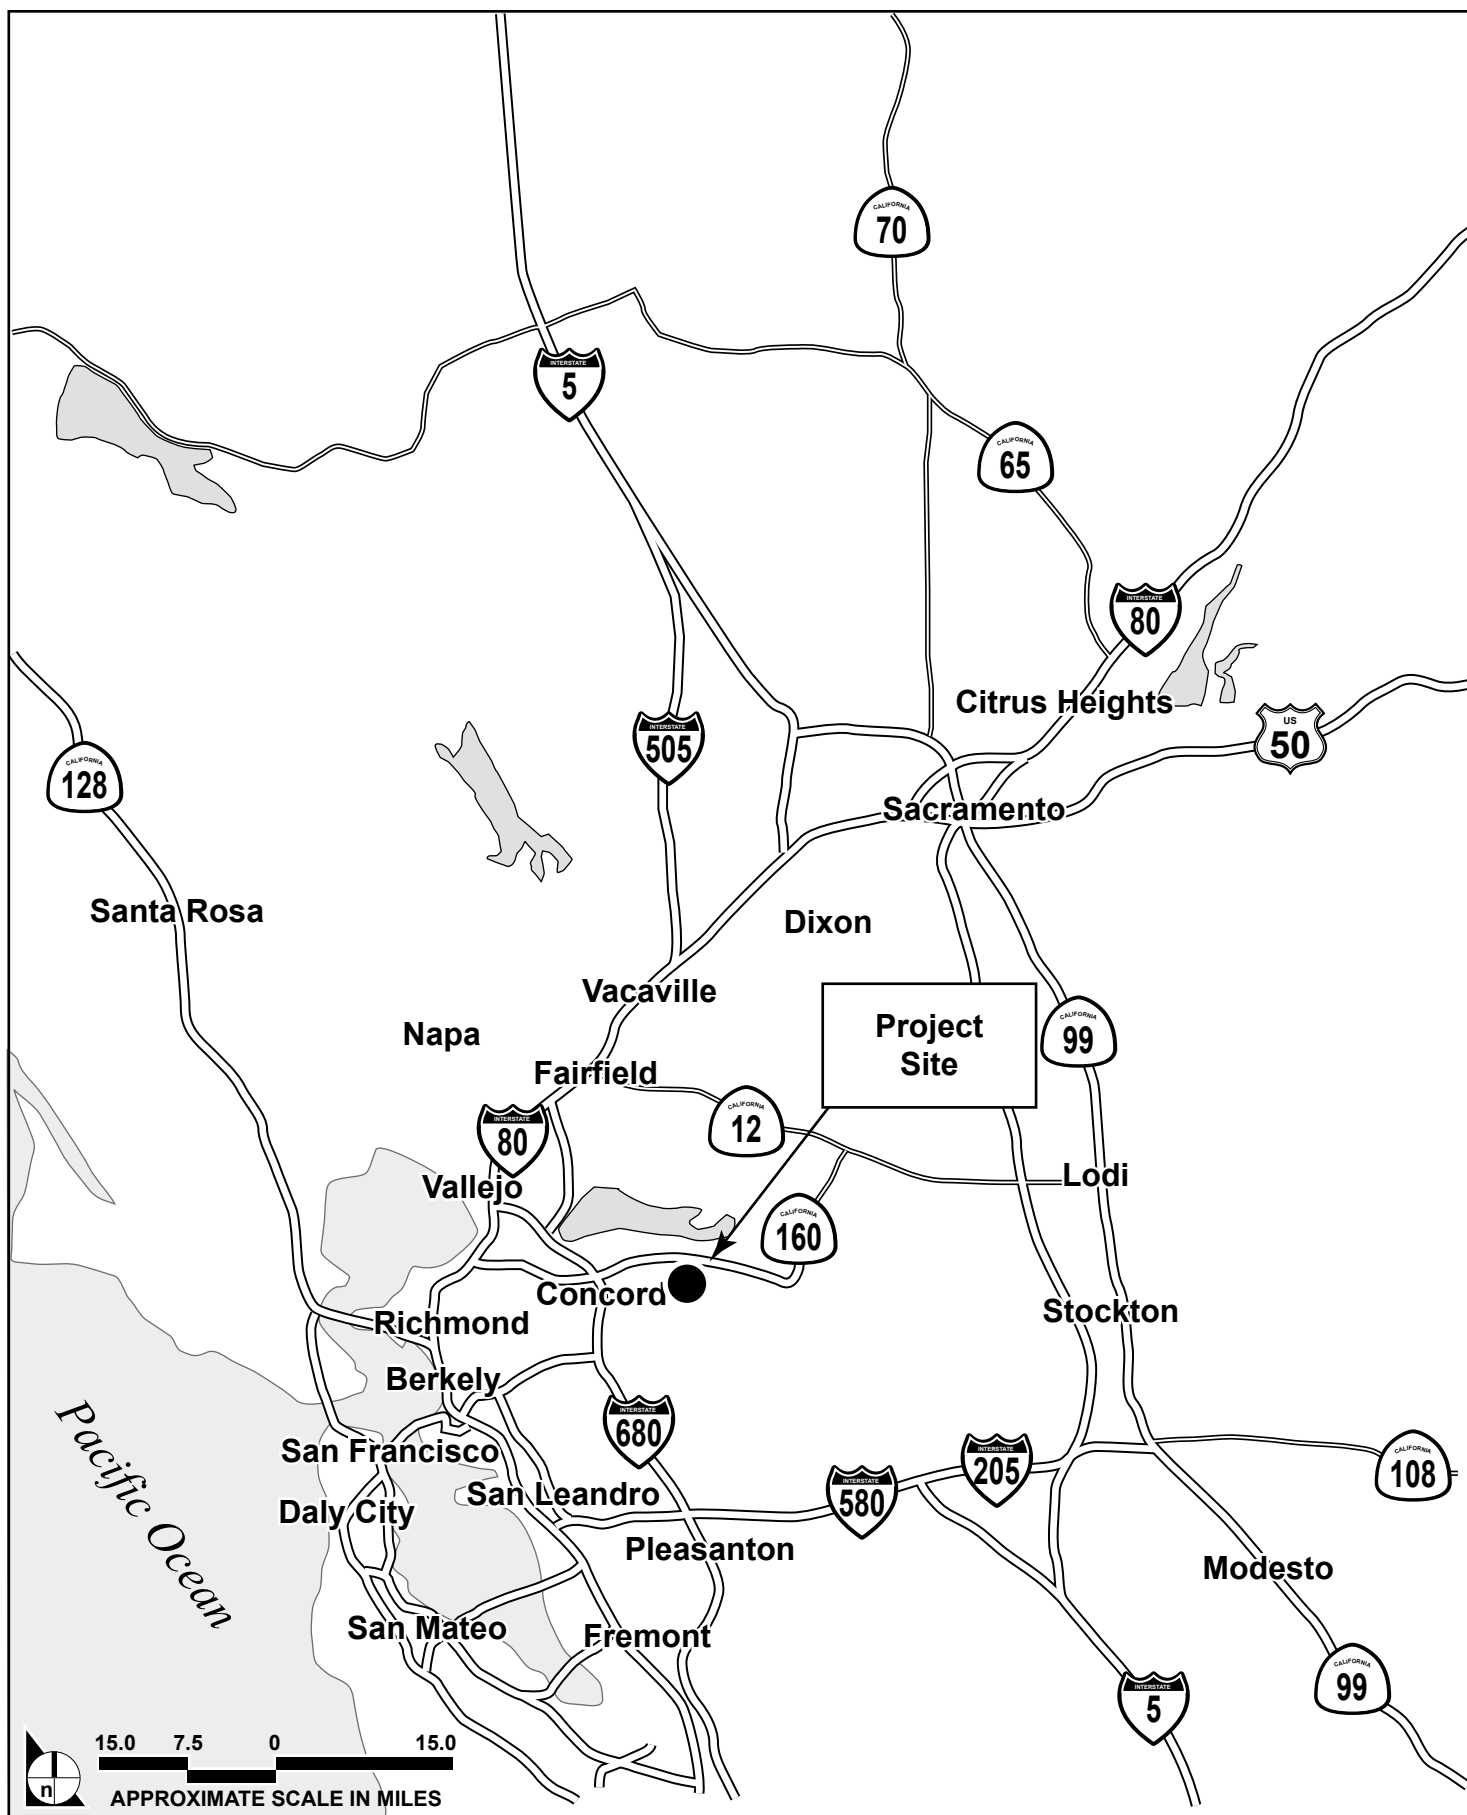 CALIFORNIA
70
INTERSTATE
5
CALIFORNIA
65
INTERSTATE
80
Citrus Heights
US
50
INTERSTATE
505
CALIFORNIA
128
Sacramento
Santa Rosa
Dixon
Vacaville
Napa
Project
Site
CALIFORNIA
99
Fairfield
INTERSTATE
80
CALIFORNIA
12
Vallejo
Lodi
CALIFORNIA
160
Concord
Stockton
Richmond
Berkely
Pacific Ocean
INTERSTATE
680
San Francisco
INTERSTATE
205
CALIFORNIA
108
San Leandro
INTERSTATE
580
Daly City
Pleasanton
Modesto
San Mateo
Fremont
INTERSTATE
5
CALIFORNIA
99
n
15.0 7.5 0 15.0
APPROXIMATE SCALE IN MILES